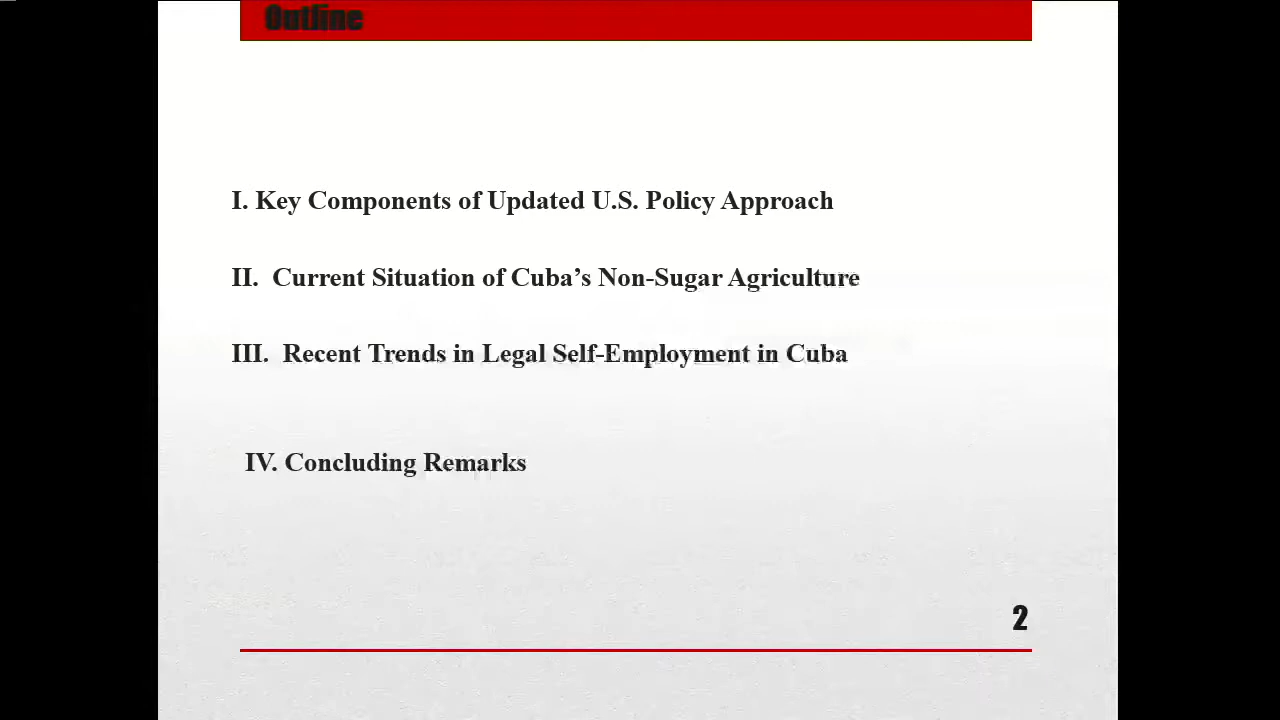 Outline
I. Key Components of Updated U.S. Policy Approach
II. Current Situation of Cuba’s Non-Sugar Agriculture
III. Recent Trends in Legal Self-Employment in Cuba
IV. Concluding Remarks
2